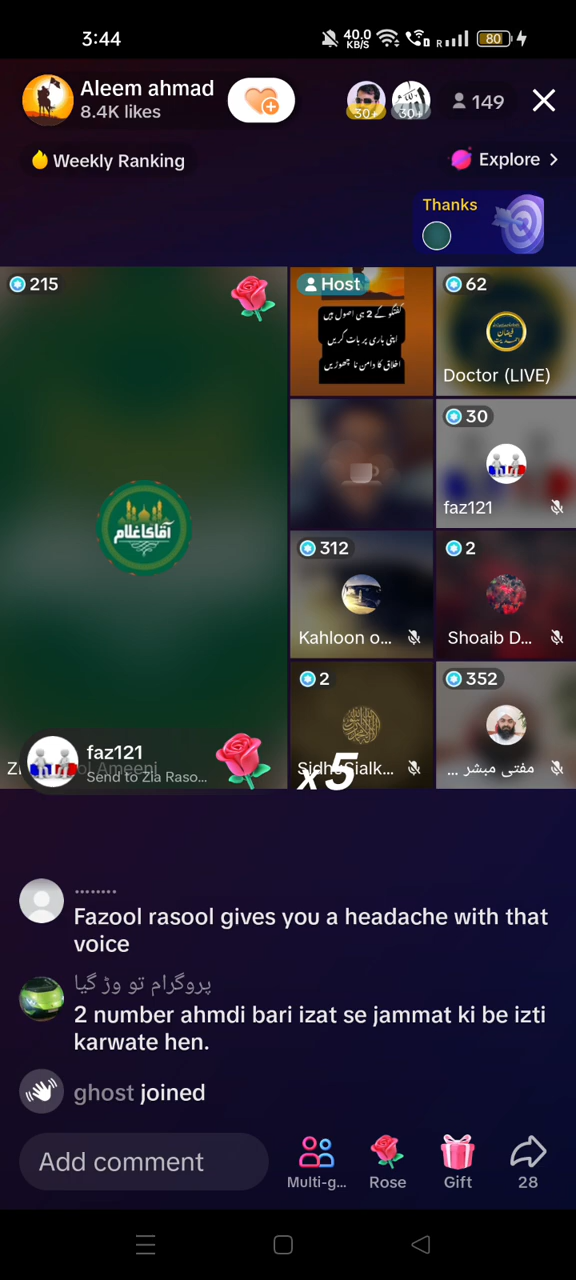 3:44
40.0
KB/S
R
80
Aleem ahmad
8.4K likes
30+
30+
149
Weekly Ranking
Explore >
Thanks
215
آقا کا غلام
Host
گفتگو کے 2 ہی اصول ہیں
اپنی باری پر بات کریں
اخلاق کا دامن نا چھوڑیں
62
فیضان
Doctor (LIVE)
30
faz121
312
Kahloon o...
2
Shoaib D...
2
352
مفتی مبشر ...
faz121
Send to Zia Raso...
x5
........
Fazool rasool gives you a headache with that
voice
پروگرام تو وڑ گیا
2 number ahmdi bari izat se jammat ki be izti
karwate hen.
ghost joined
Add comment
Multi-g...
Rose
Gift
28